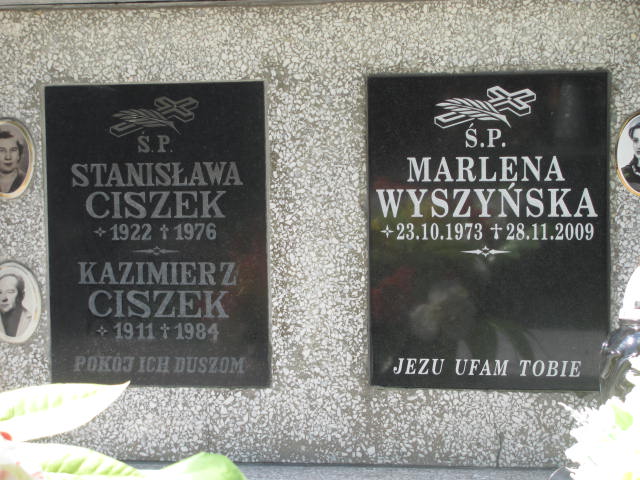 Ś.P.
STANISŁAWA
CISZEK
✧ 1922 † 1976
KAZIMIERZ
CISZEK
✧ 1911 † 1984
POKÓJ ICH DUSZOM
Ś.P.
MARLENA
WYSZYŃSKA
✧ 23.10.1973 † 28.11.2009
JEZU UFAM TOBIE